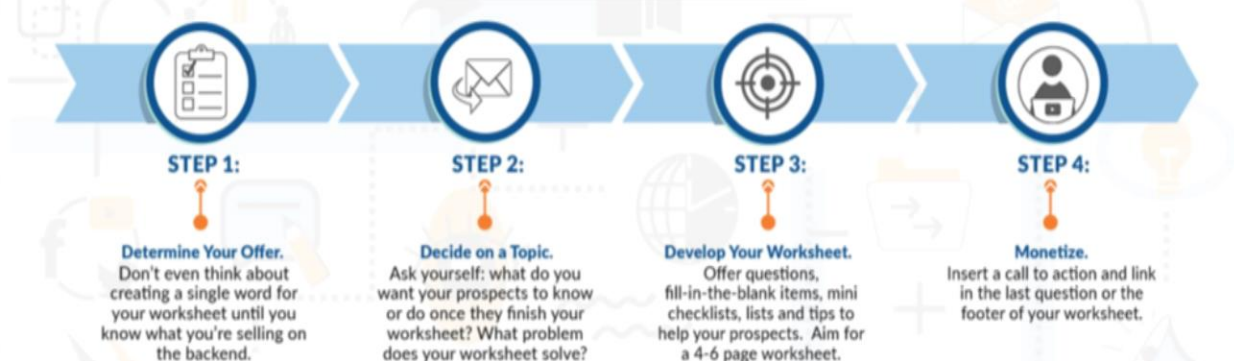 STEP 1:
Determine Your Offer.
Don't even think about
creating a single word for
your worksheet until you
know what you're selling on
the backend.
STEP 2:
Decide on a Topic.
Ask yourself: what do you
want your prospects to know
or do once they finish your
worksheet? What problem
does your worksheet solve?
STEP 3:
Develop Your Worksheet.
Offer questions,
fill-in-the-blank items, mini
checklists, lists and tips to
help your prospects. Aim for
a 4-6 page worksheet.
STEP 4:
Monetize.
Insert a call to action and link
in the last question or the
footer of your worksheet.